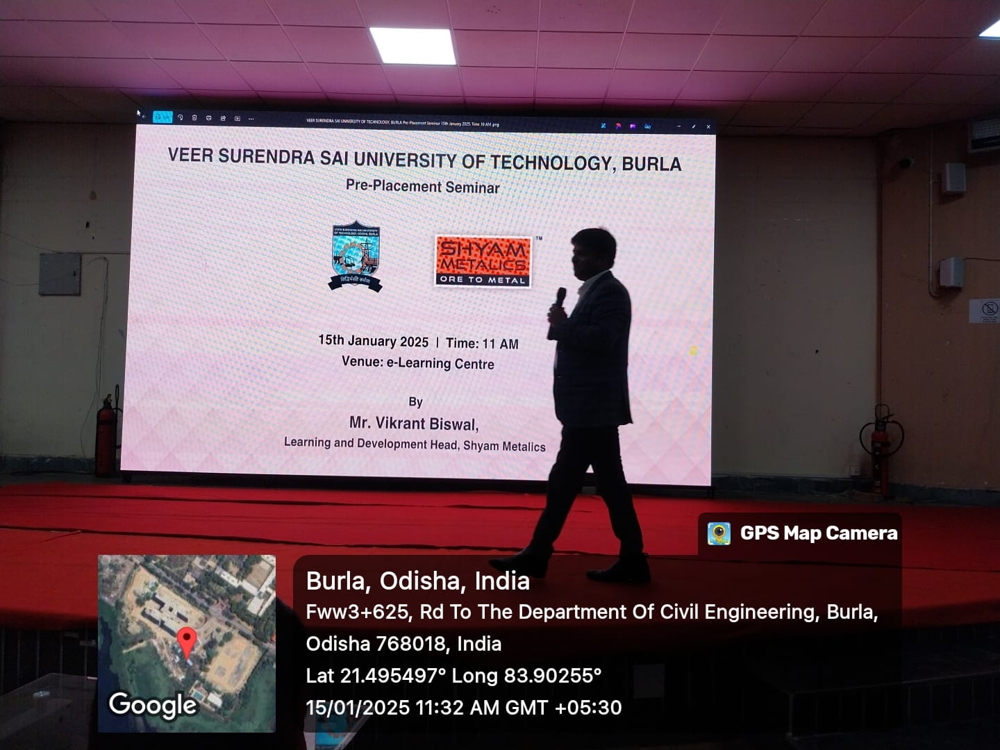 VEER SURENDRA SAI UNIVERSITY OF TECHNOLOGY, BURLA Pre-Placement Seminar 15th January 2025. Time 10 AM .png
VEER SURENDRA SAI UNIVERSITY OF TECHNOLOGY, BURLA
Pre-Placement Seminar
VEER SURENDRA SAI UNIVERSITY
OF TECHNOLOGY, ODISHA, BURLA
SHYAM
METALICS
TM
ORE TO METAL
15th January 2025 | Time: 11 AM
Venue: e-Learning Centre
By
Mr. Vikrant Biswal,
Learning and Development Head, Shyam Metalics
GPS Map Camera
Burla, Odisha, India
Fww3+625, Rd To The Department Of Civil Engineering, Burla,
Odisha 768018, India
Lat 21.495497° Long 83.90255°
15/01/2025 11:32 AM GMT +05:30
Google